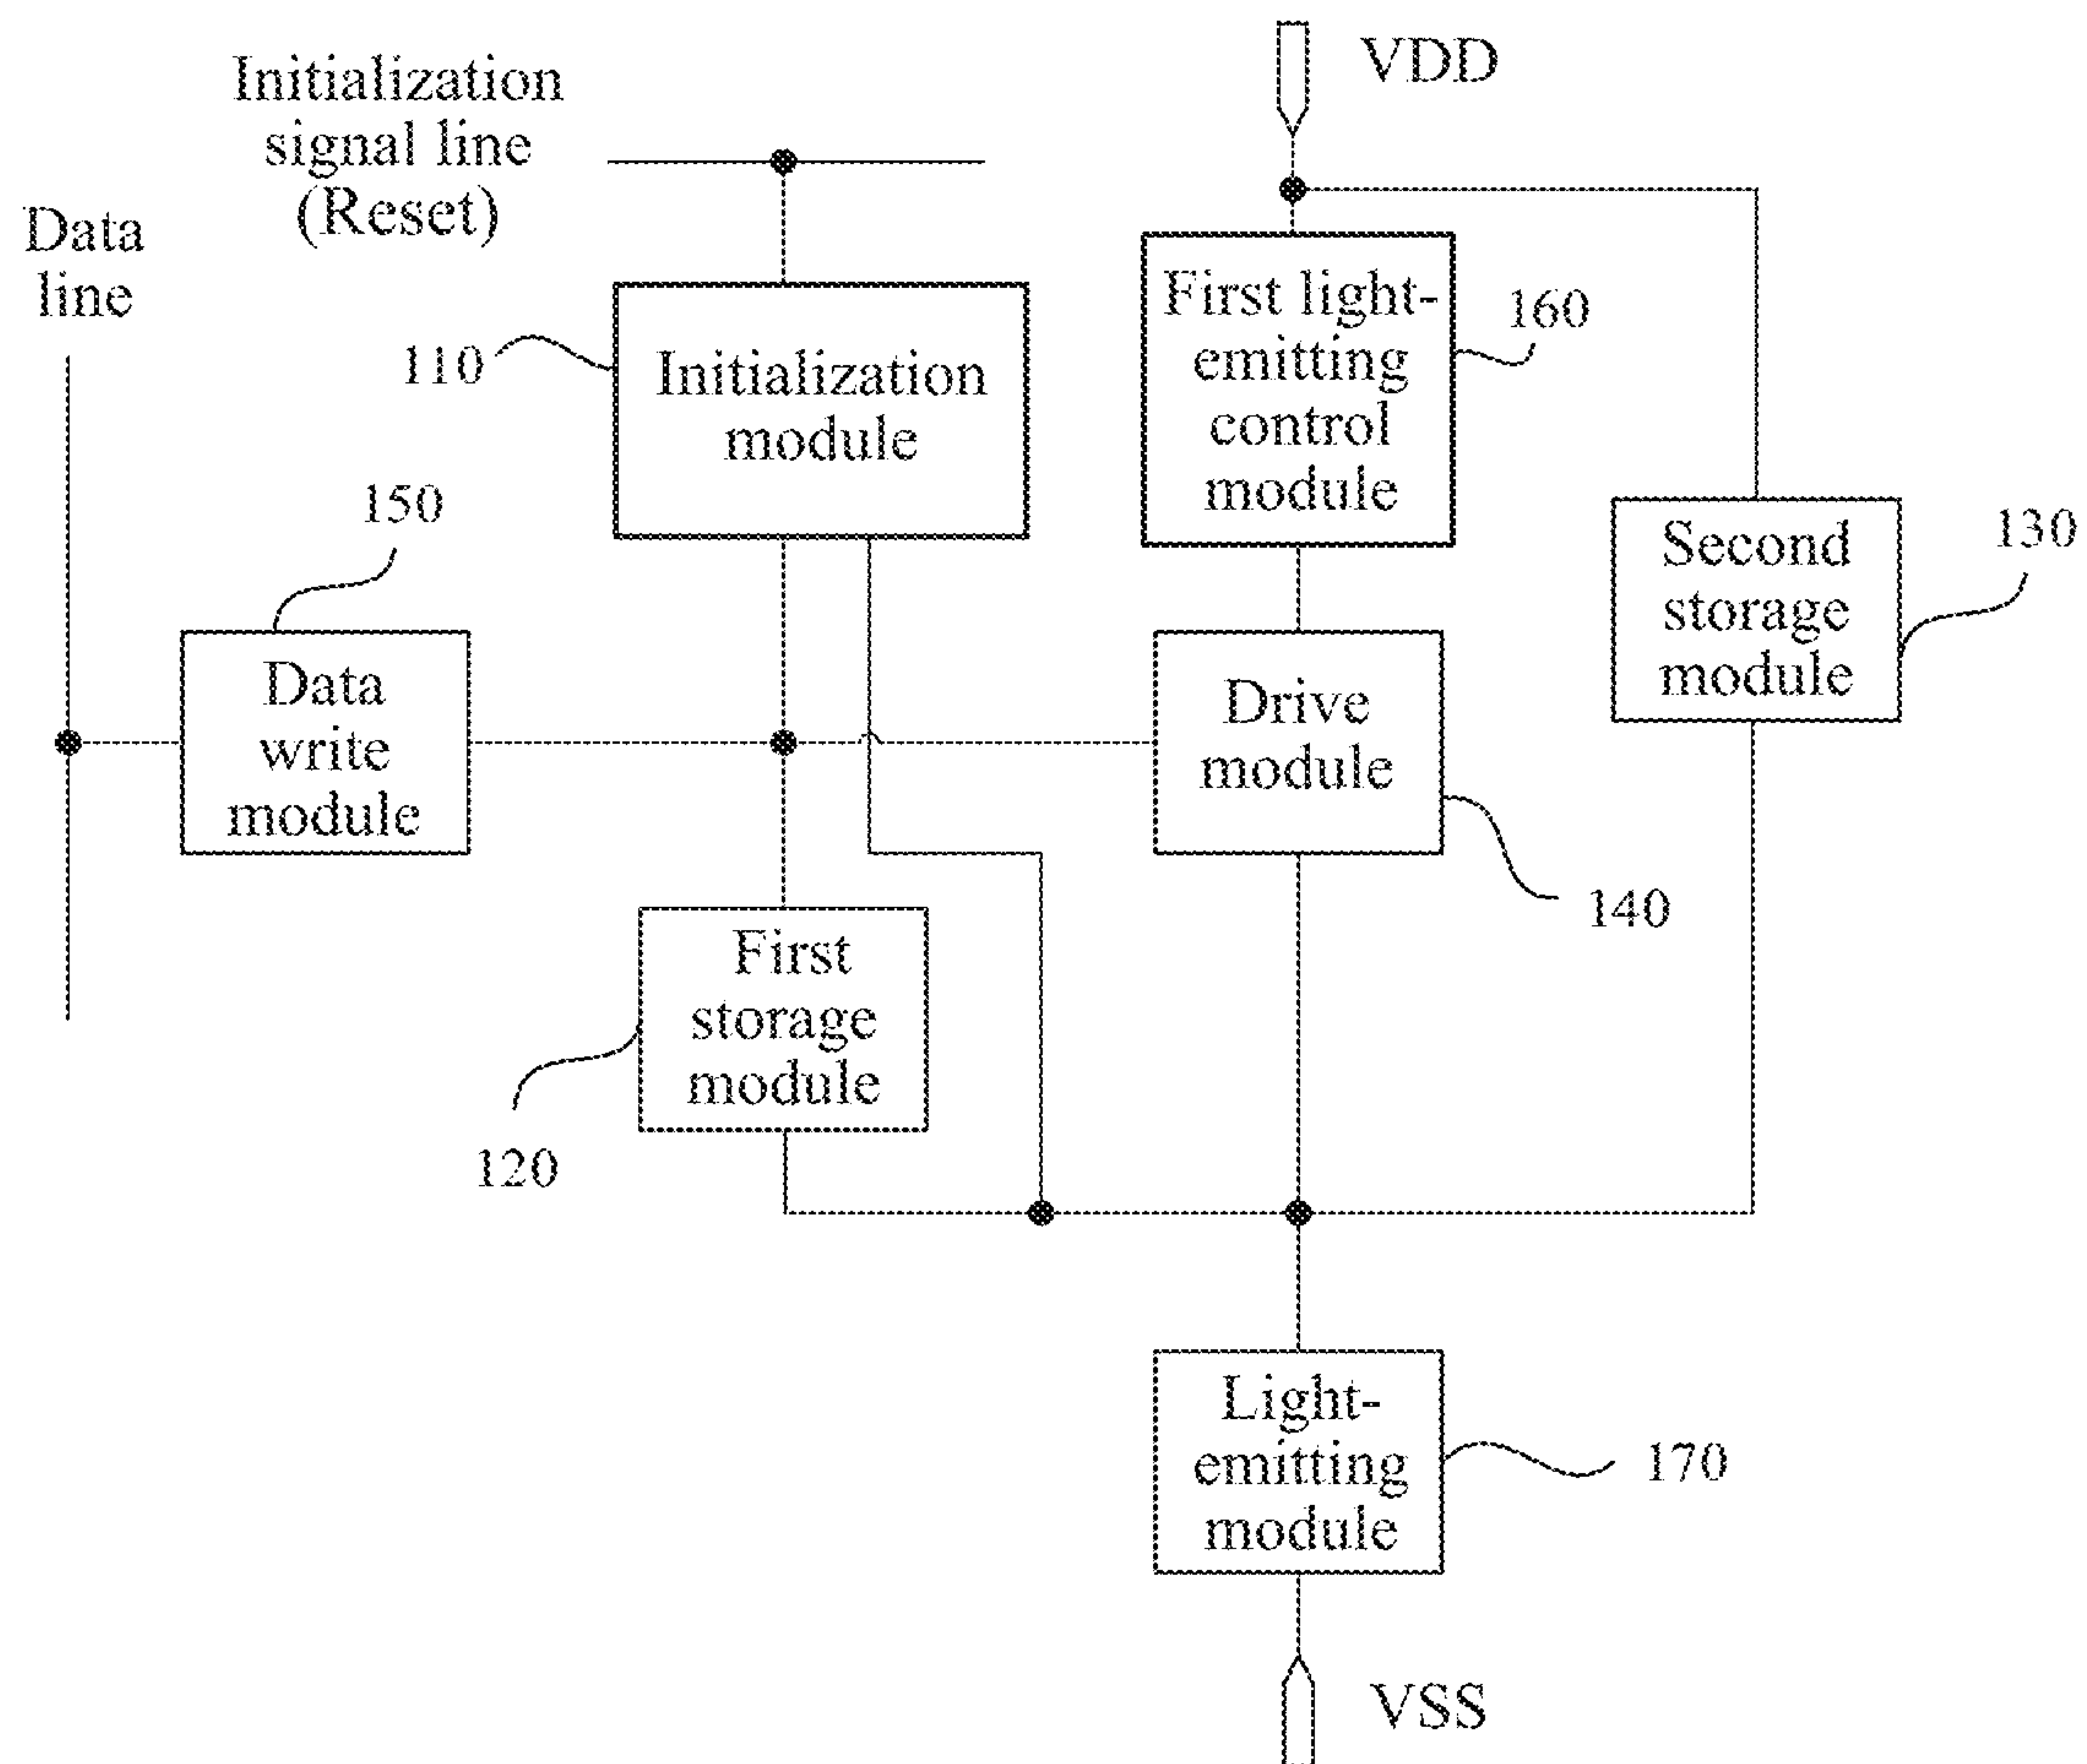 VDD
Initialization
signal line
(Reset)
Data
line
110
Initialization
module
First light-
emitting
control
module
160
150
Second
storage
module
130
Data
write
module
Drive
module
140
First
storage
module
120
Light-
emitting
module
170
VSS